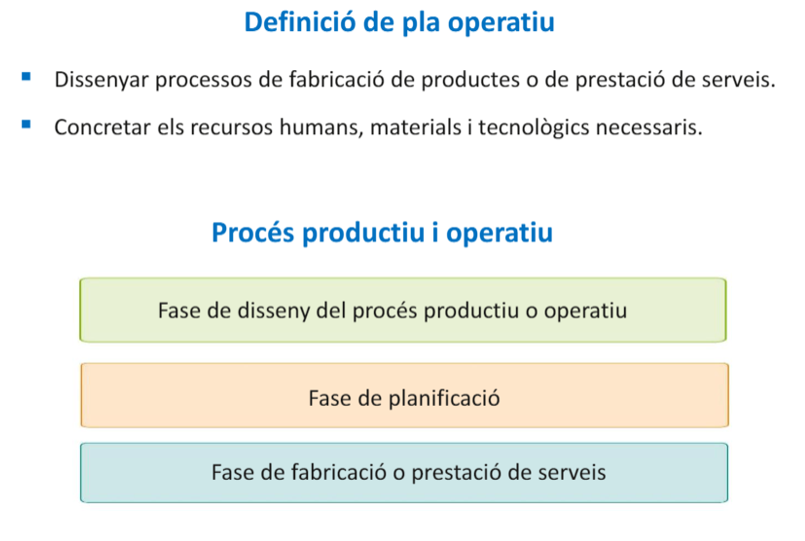 Definició de pla operatiu
Dissenyar processos de fabricació de productes o de prestació de serveis.
Concretar els recursos humans, materials i tecnològics necessaris.
Procés productiu i operatiu
Fase de disseny del procés productiu o operatiu
Fase de planificació
Fase de fabricació o prestació de serveis